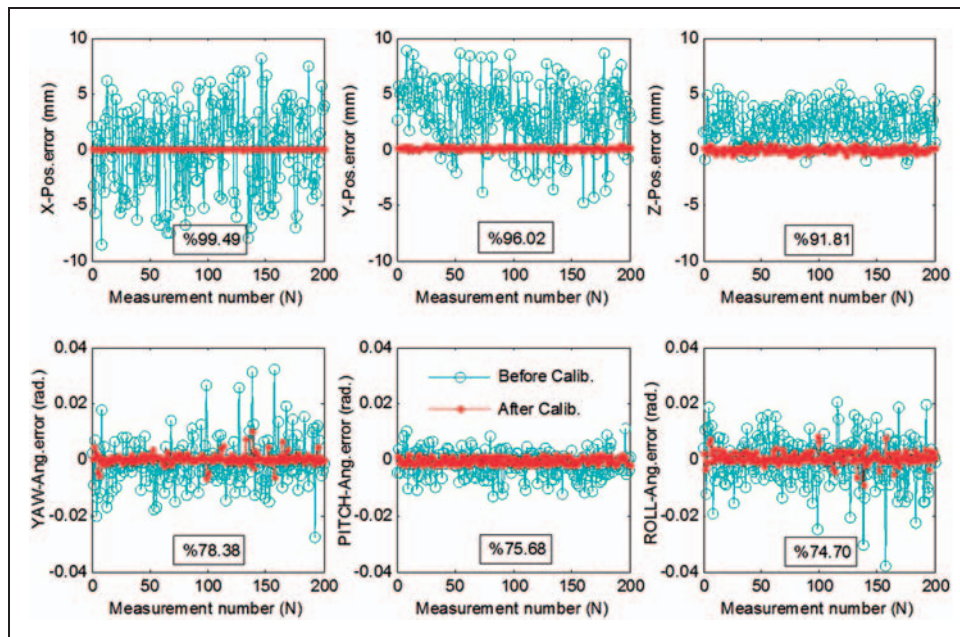 10
5
0
-5
-10
X-Pos.error (mm)
%99.49
0 50 100 150 200
Measurement number (N)
10
5
0
-5
-10
Y-Pos.error (mm)
%96.02
0 50 100 150 200
Measurement number (N)
10
5
0
-5
-10
Z-Pos.error (mm)
%91.81
0 50 100 150 200
Measurement number (N)
0.04
0.02
0
-0.02
-0.04
YAW-Ang.error (rad.)
%78.38
0 50 100 150 200
Measurement number (N)
0.04
0.02
0
-0.02
-0.04
PITCH-Ang.error (rad.)
Before Calib.
After Calib.
%75.68
0 50 100 150 200
Measurement number (N)
0.04
0.02
0
-0.02
-0.04
ROLL-Ang.error (rad.)
%74.70
0 50 100 150 200
Measurement number (N)